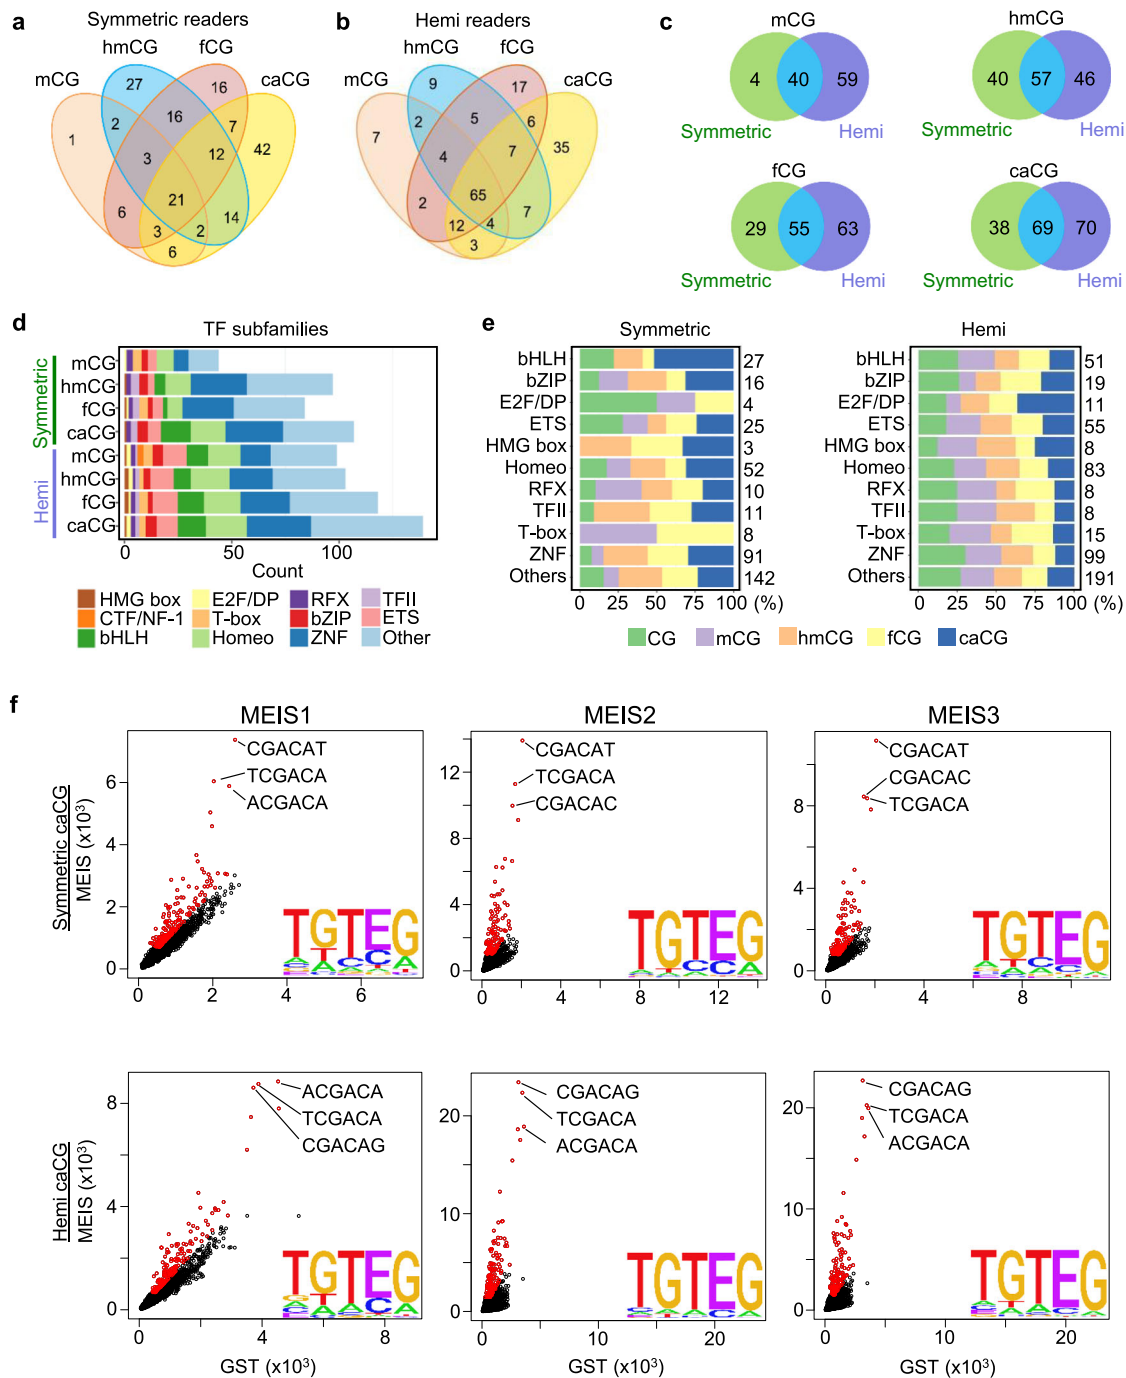 a
Symmetric readers
hmCG
fCG
mCG
caCG
27
16
2
16
7
42
1
3
12
21
6
14
3
2
6
b
Hemi readers
hmCG
fCG
mCG
caCG
9
17
2
5
6
35
7
4
7
65
2
7
12
4
3
c
mCG
4 40 59
Symmetric Hemi
hmCG
40 57 46
Symmetric Hemi
fCG
29 55 63
Symmetric Hemi
caCG
38 69 70
Symmetric Hemi
d
TF subfamilies
Symmetric
mCG
hmCG
fCG
caCG
Hemi
mCG
hmCG
fCG
caCG
0 50 100
Count
HMG box E2F/DP RFX TFII
CTF/NF-1 T-box bZIP ETS
bHLH Homeo ZNF Other
e
Symmetric
bHLH 27
bZIP 16
E2F/DP 4
ETS 25
HMG box 3
Homeo 52
RFX 10
TFII 11
T-box 8
ZNF 91
Others 142
0 25 50 75 100 (%)
Hemi
bHLH 51
bZIP 19
E2F/DP 11
ETS 55
HMG box 8
Homeo 83
RFX 8
TFII 8
T-box 15
ZNF 99
Others 191
0 25 50 75 100 (%)
CG mCG hmCG fCG caCG
f
MEIS1
MEIS2
MEIS3
Symmetric caCG
MEIS (x10³)
CGACAT
TCGACA
ACGACA
TGTEG
6
4
2
0
0 2 4 6
CGACAT
TCGACA
CGACAC
TGTEG
12
8
4
0
0 4 8 12
CGACAT
CGACAC
TCGACA
TGTEG
8
4
0
0 4 8
Hemi caCG
MEIS (x10³)
ACGACA
TCGACA
CGACAG
TGTEG
8
4
0
0 4 8
GST (x10³)
CGACAG
TCGACA
ACGACA
TGTEG
20
10
0
0 10 20
GST (x10³)
CGACAG
TCGACA
ACGACA
TGTEG
20
10
0
0 10 20
GST (x10³)